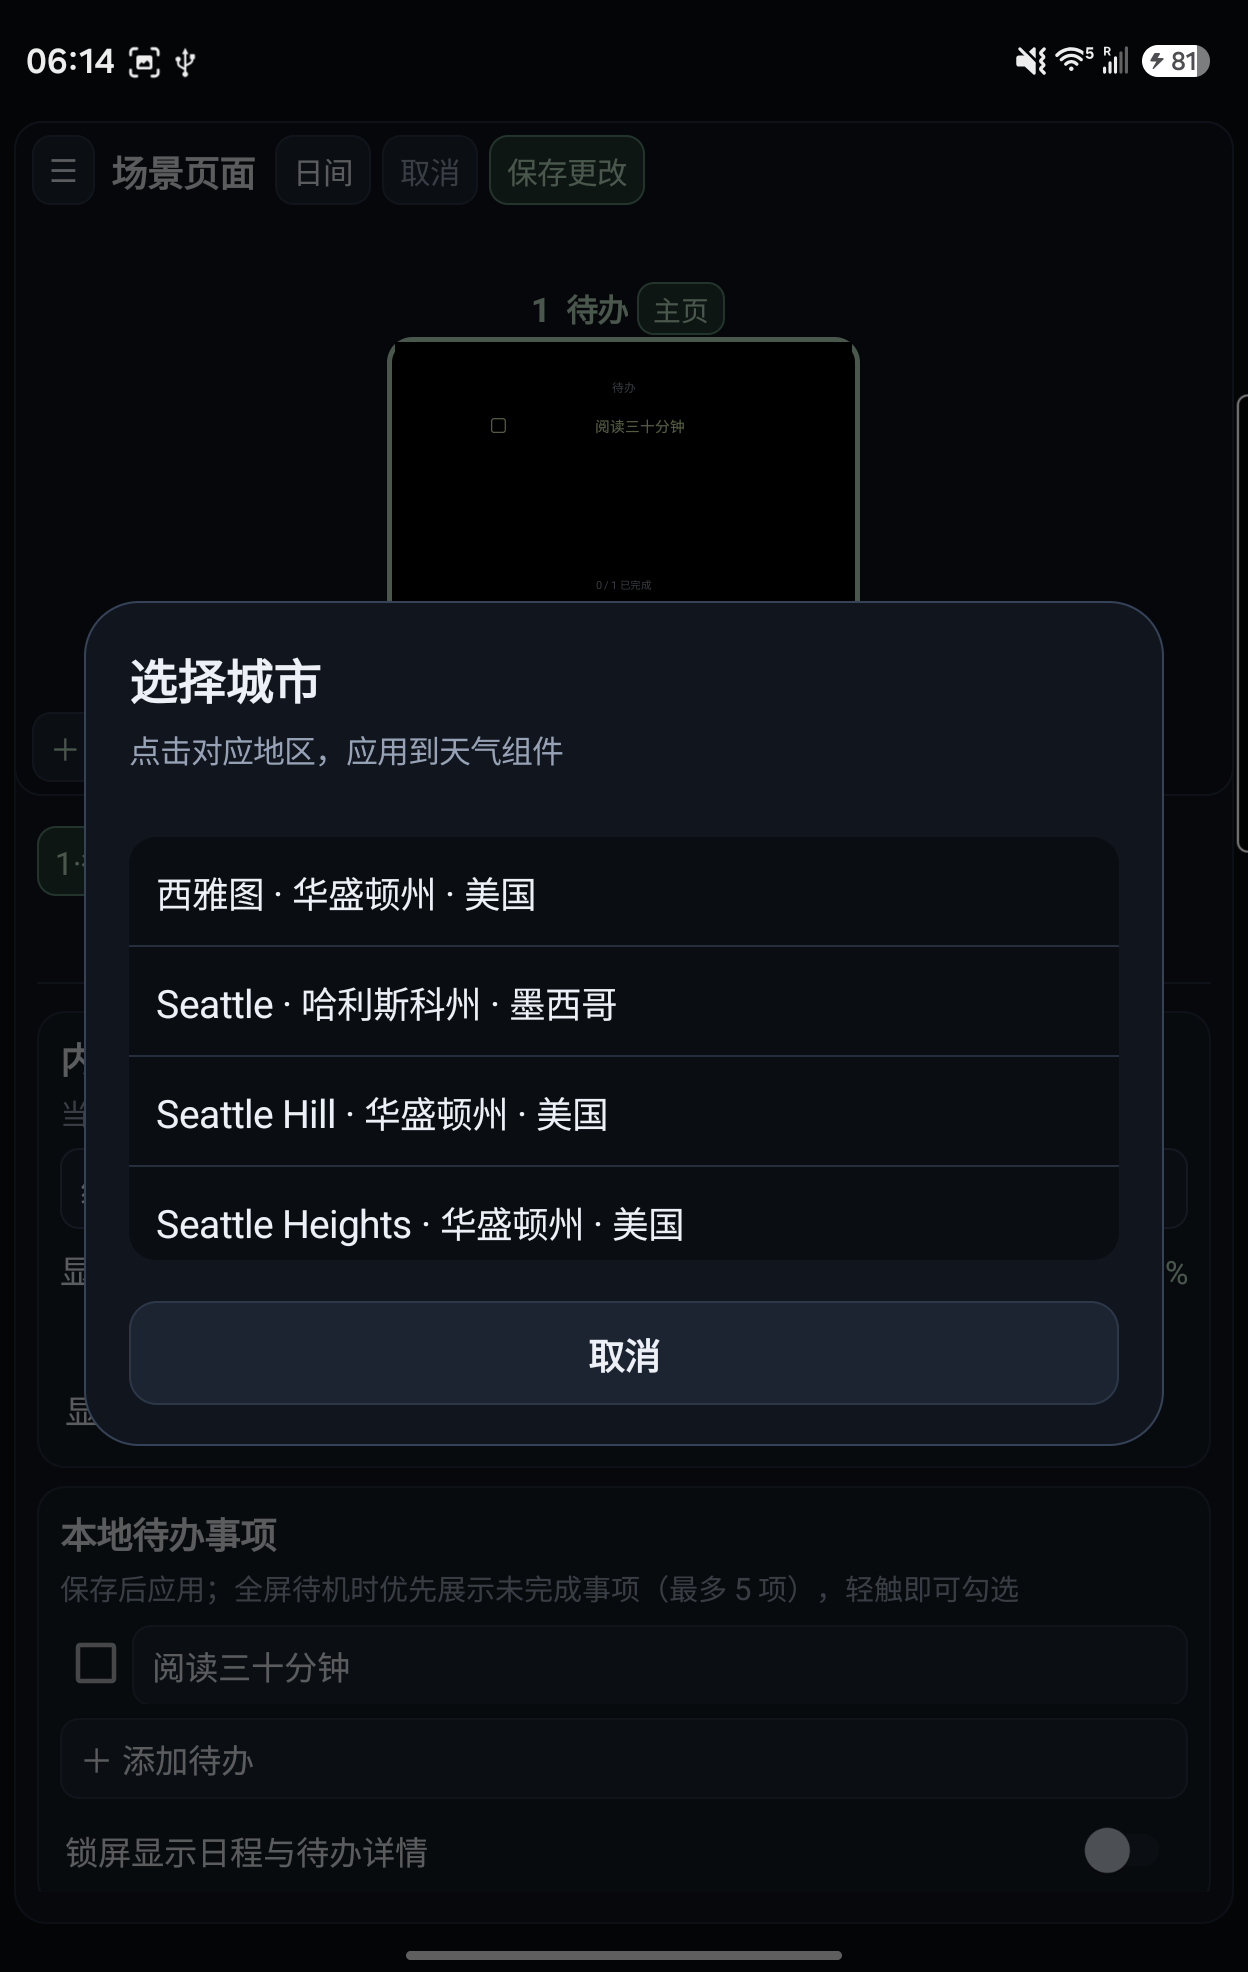 06:14
5 R 81
☰ 场景页面 日间 取消 保存更改
1 待办 主页
待办
阅读三十分钟
0 / 1 已完成
选择城市
点击对应地区，应用到天气组件
+
1·
西雅图 · 华盛顿州 · 美国
Seattle · 哈利斯科州 · 墨西哥
内
Seattle Hill · 华盛顿州 · 美国
当
Seattle Heights · 华盛顿州 · 美国
显
%
取消
显
本地待办事项
保存后应用；全屏待机时优先展示未完成事项（最多 5 项），轻触即可勾选
阅读三十分钟
+ 添加待办
锁屏显示日程与待办详情